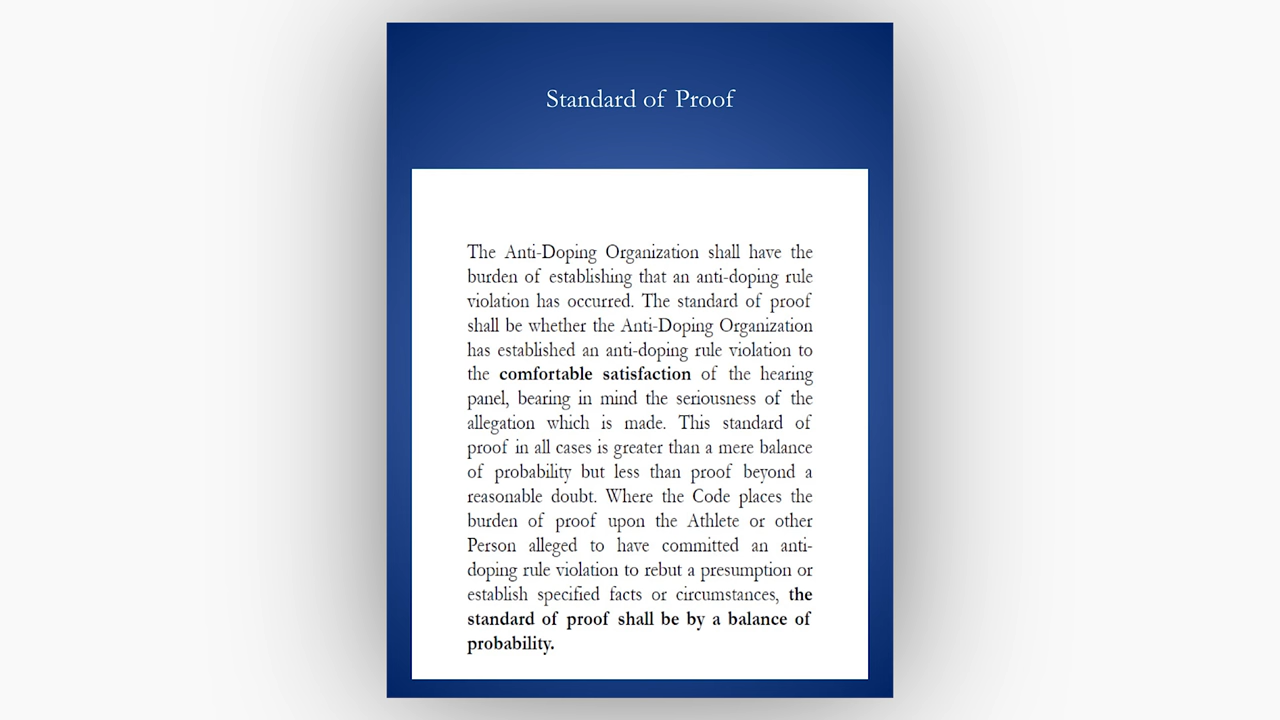 Standard of Proof
The Anti-Doping Organization shall have the
burden of establishing that an anti-doping rule
violation has occurred. The standard of proof
shall be whether the Anti-Doping Organization
has established an anti-doping rule violation to
the comfortable satisfaction of the hearing
panel, bearing in mind the seriousness of the
allegation which is made. This standard of
proof in all cases is greater than a mere balance
of probability but less than proof beyond a
reasonable doubt. Where the Code places the
burden of proof upon the Athlete or other
Person alleged to have committed an anti-
doping rule violation to rebut a presumption or
establish specified facts or circumstances, the
standard of proof shall be by a balance of
probability.